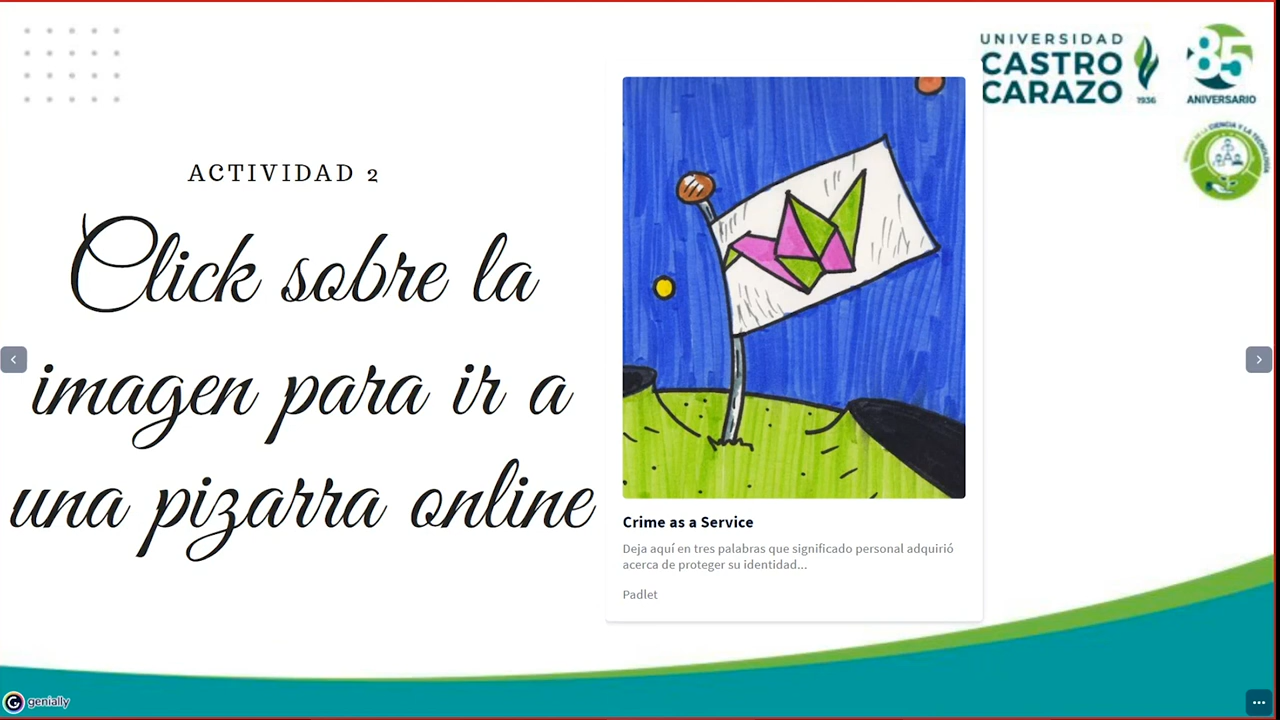 UNIVERSIDAD
CASTRO
CARAZO
1936
85
ANIVERSARIO
ACTIVIDAD 2
Click sobre la
imagen para ir a
una pizarra online
Crime as a Service
Deja aquí en tres palabras que significado personal adquirió
acerca de proteger su identidad...
Padlet
genially